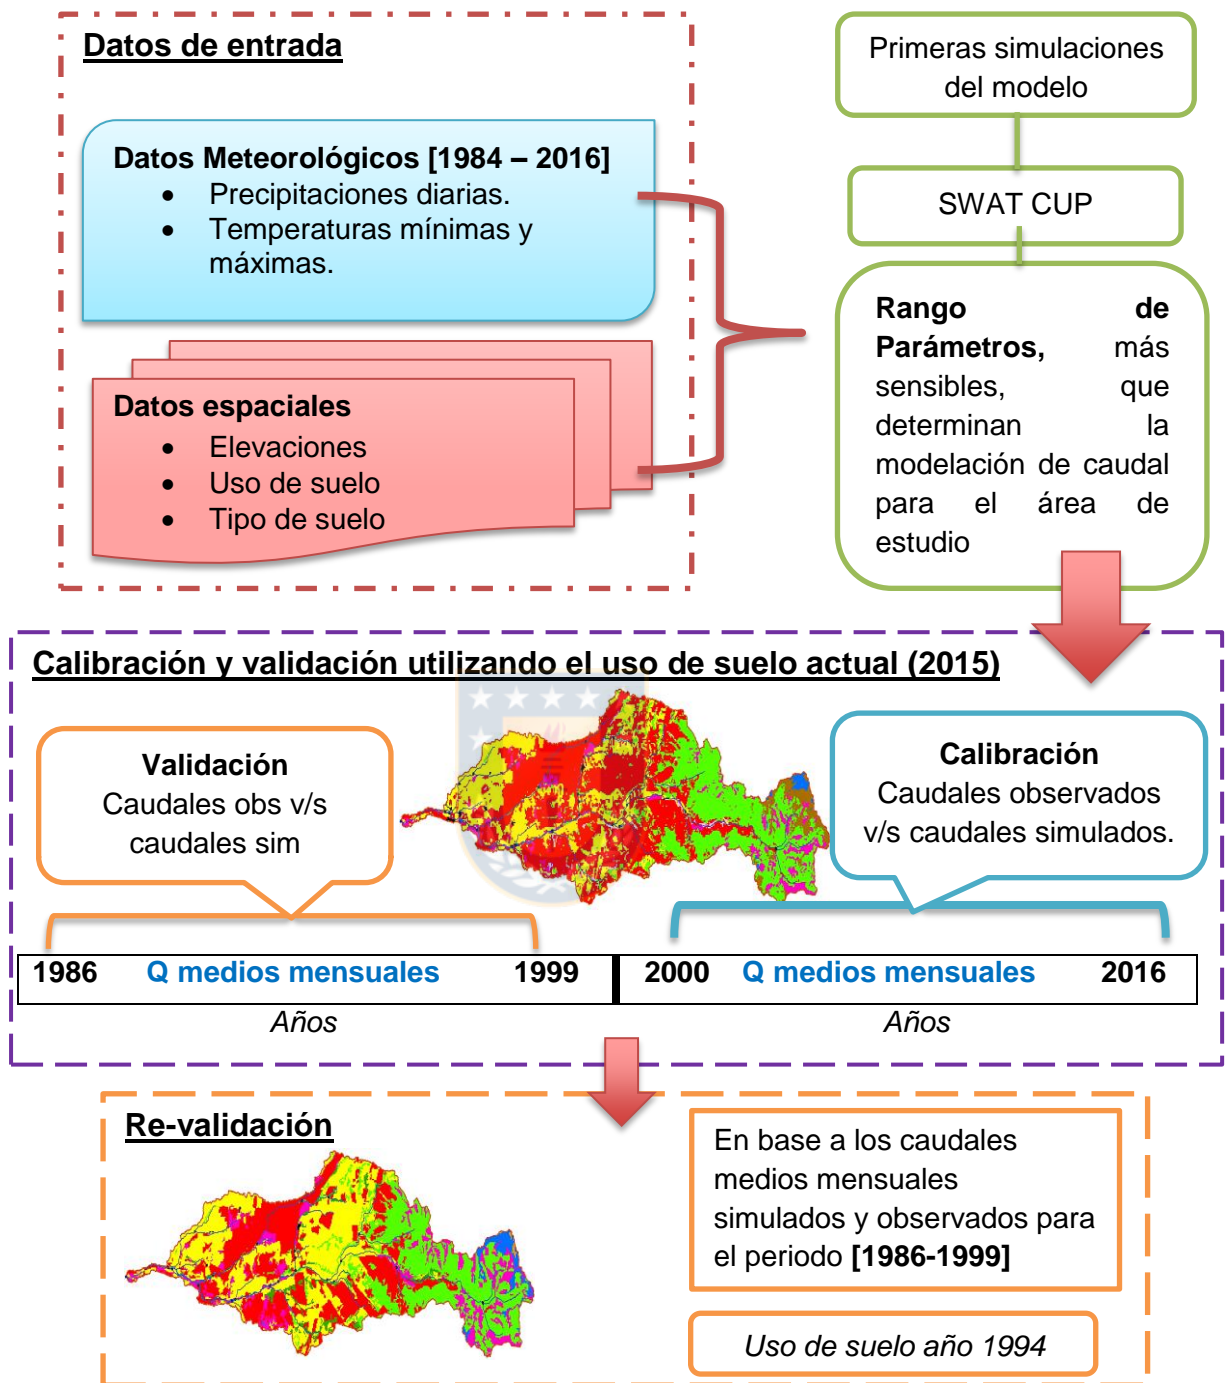 Datos de entrada
Datos Meteorológicos [1984 – 2016]
• Precipitaciones diarias.
• Temperaturas mínimas y
máximas.
Datos espaciales
• Elevaciones
• Uso de suelo
• Tipo de suelo
Primeras simulaciones
del modelo
SWAT CUP
Rango de
Parámetros, más
sensibles, que
determinan la
modelación de caudal
para el área de
estudio
Calibración y validación utilizando el uso de suelo actual (2015)
Validación
Caudales obs v/s
caudales sim
Calibración
Caudales observados
v/s caudales simulados.
1986 Q medios mensuales 1999 2000 Q medios mensuales 2016
Años Años
Re-validación
En base a los caudales
medios mensuales
simulados y observados para
el periodo [1986-1999]
Uso de suelo año 1994